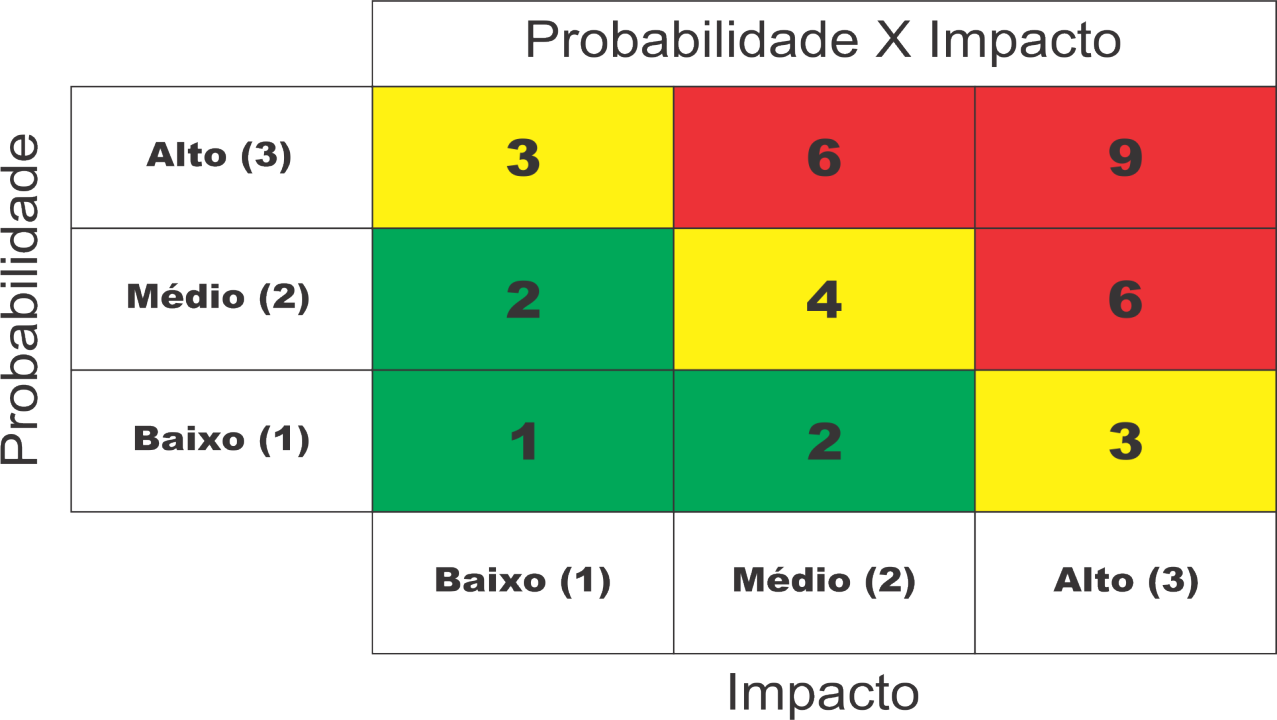 Probabilidade X Impacto
Probabilidade
Alto (3) 3 6 9
Médio (2) 2 4 6
Baixo (1) 1 2 3
Baixo (1) Médio (2) Alto (3)
Impacto